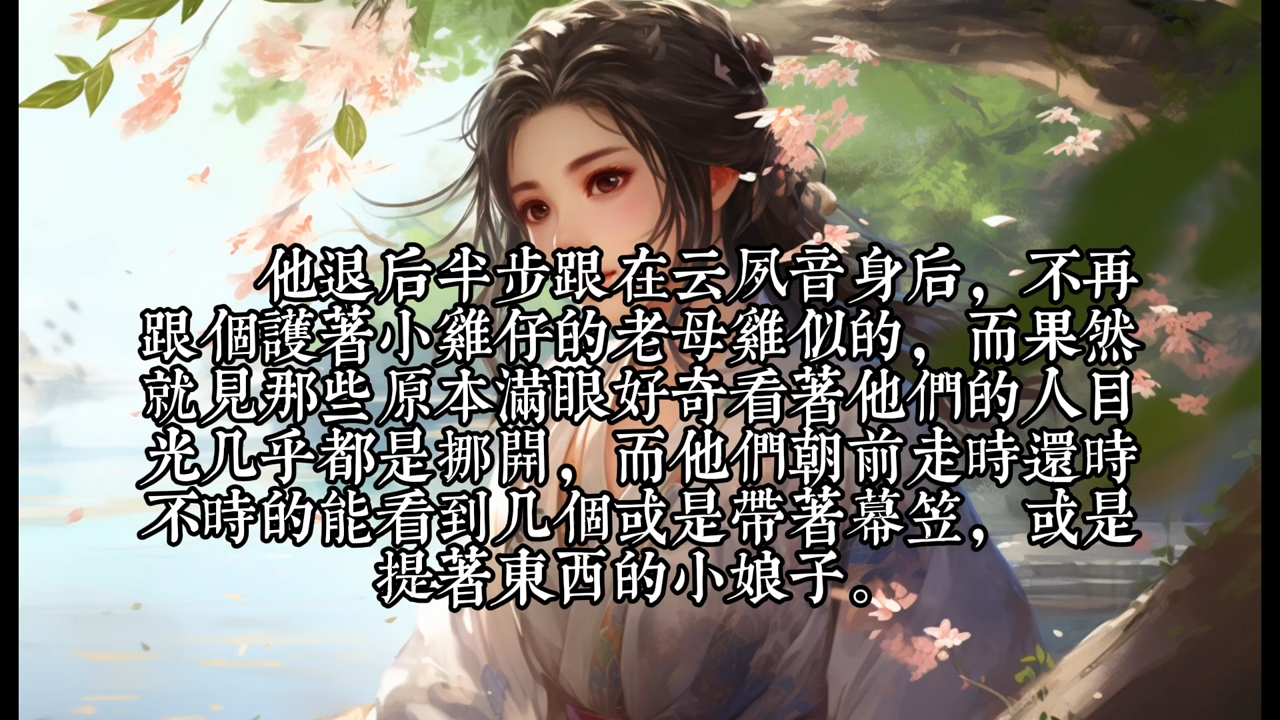 他退后半步跟在云夙音身后，不再
跟個護著小雞仔的老母雞似的，而果然
就見那些原本滿眼好奇看著他們的人目
光几乎都是挪開，而他們朝前走時還時
不時的能看到几個或是帶著幕笠，或是
提著東西的小娘子。